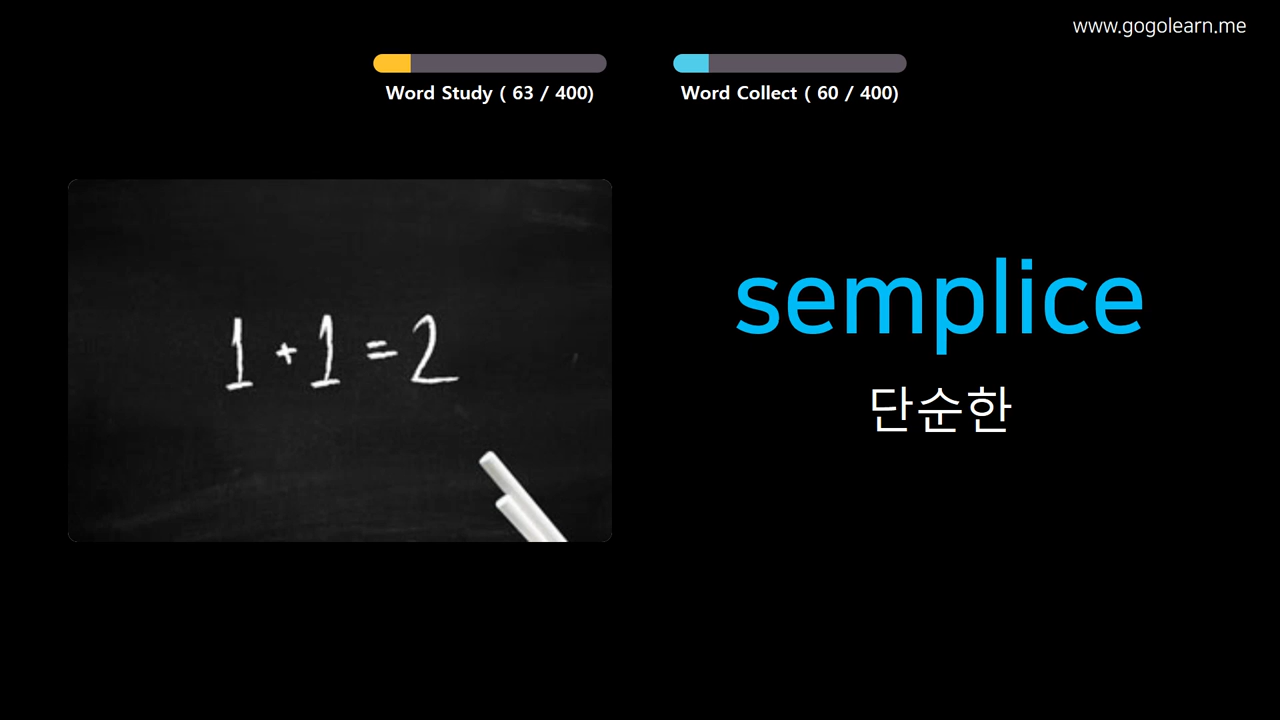 www.gogolearn.me
Word Study ( 63 / 400)
Word Collect ( 60 / 400)
1 + 1 = 2
semplice
단순한